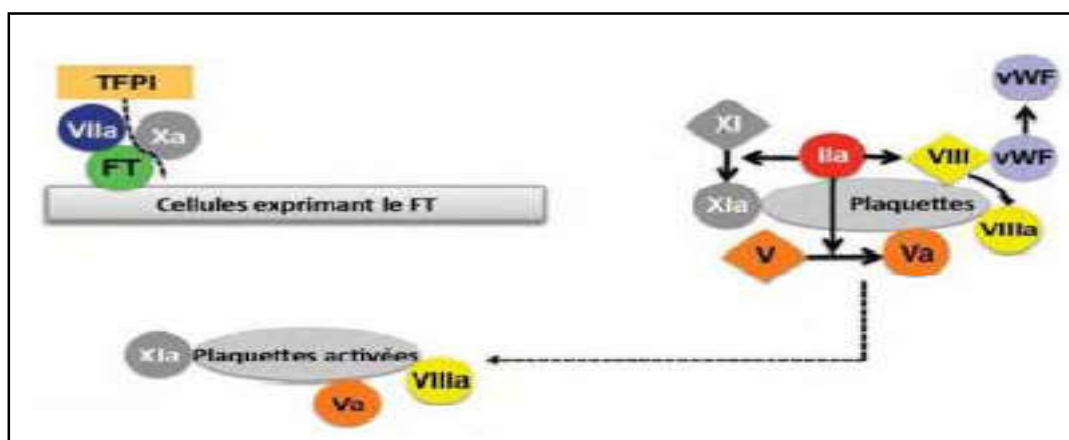 TFPI
VIIa
Xa
FT
Cellules exprimant le FT
vWF
XI
IIa
VIII
vWF
XIa
Plaquettes
VIIIa
V
Va
XIa
Plaquettes activées
VIIIa
Va